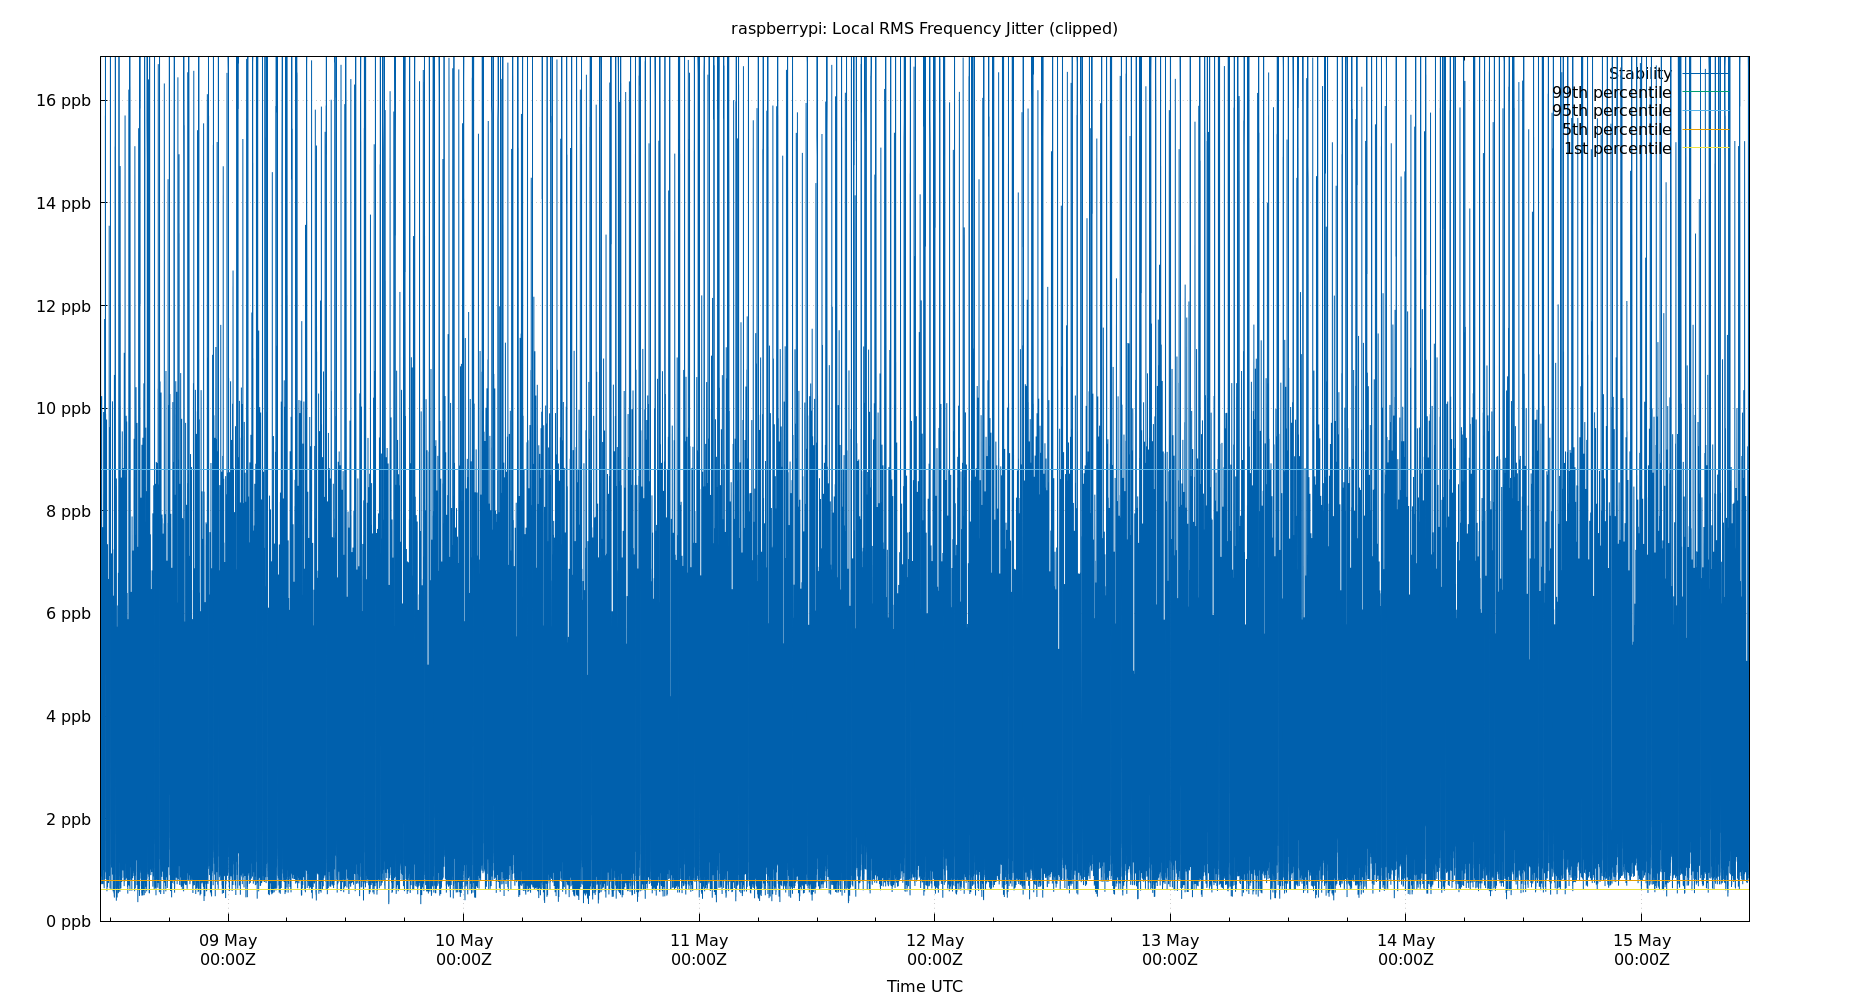 raspberrypi: Local RMS Frequency Jitter (clipped)
Stability
99th percentile
95th percentile
5th percentile
1st percentile
16 ppb
14 ppb
12 ppb
10 ppb
8 ppb
6 ppb
4 ppb
2 ppb
0 ppb
09 May 10 May 11 May 12 May 13 May 14 May 15 May
00:00Z 00:00Z 00:00Z 00:00Z 00:00Z 00:00Z 00:00Z
Time UTC